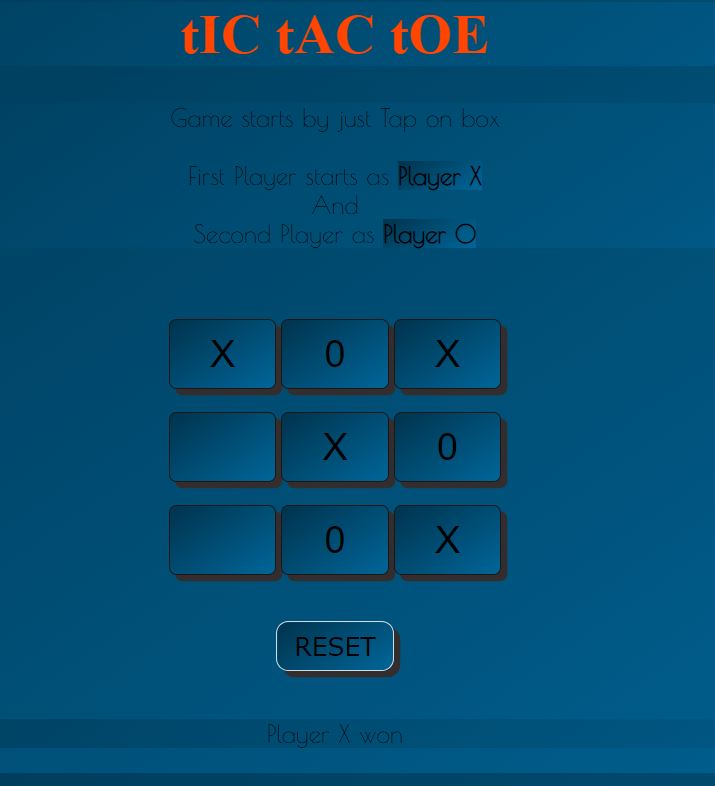 tIC tAC tOE
Game starts by just Tap on box
First Player starts as Player X
And
Second Player as Player O
X 0 X
X 0
0 X
RESET
Player X won